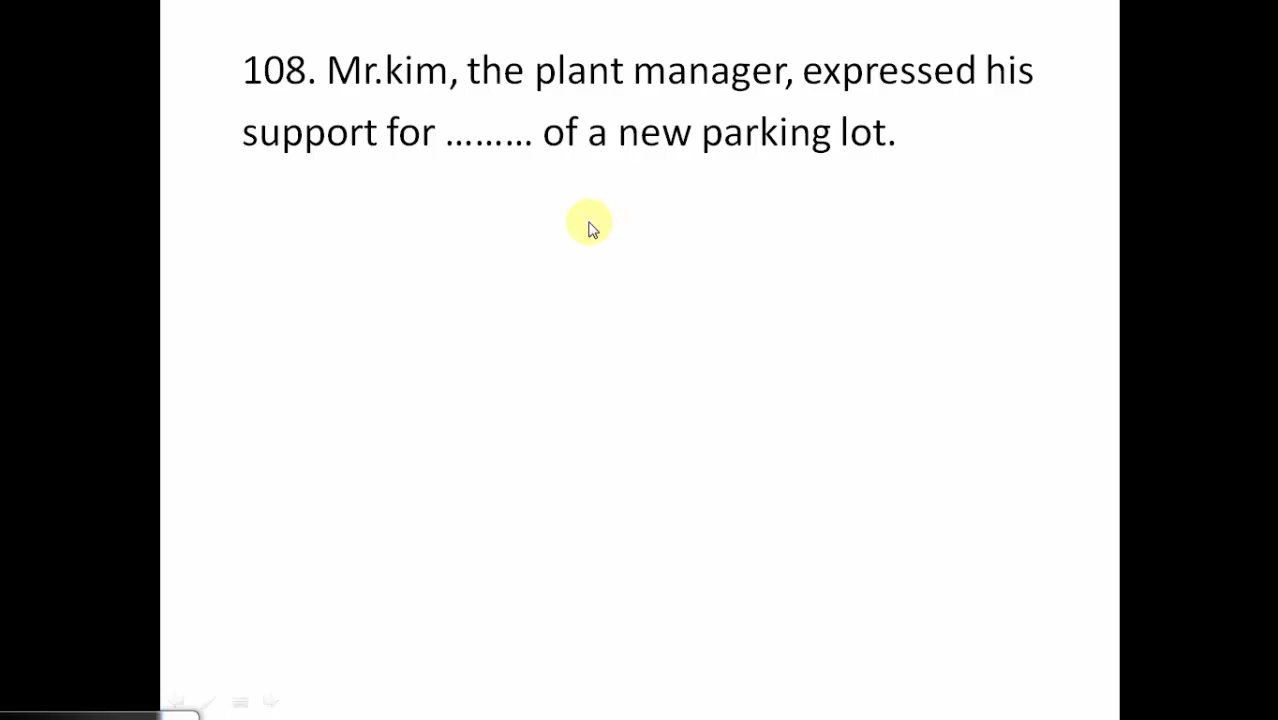 108. Mr.kim, the plant manager, expressed his
support for ……… of a new parking lot.